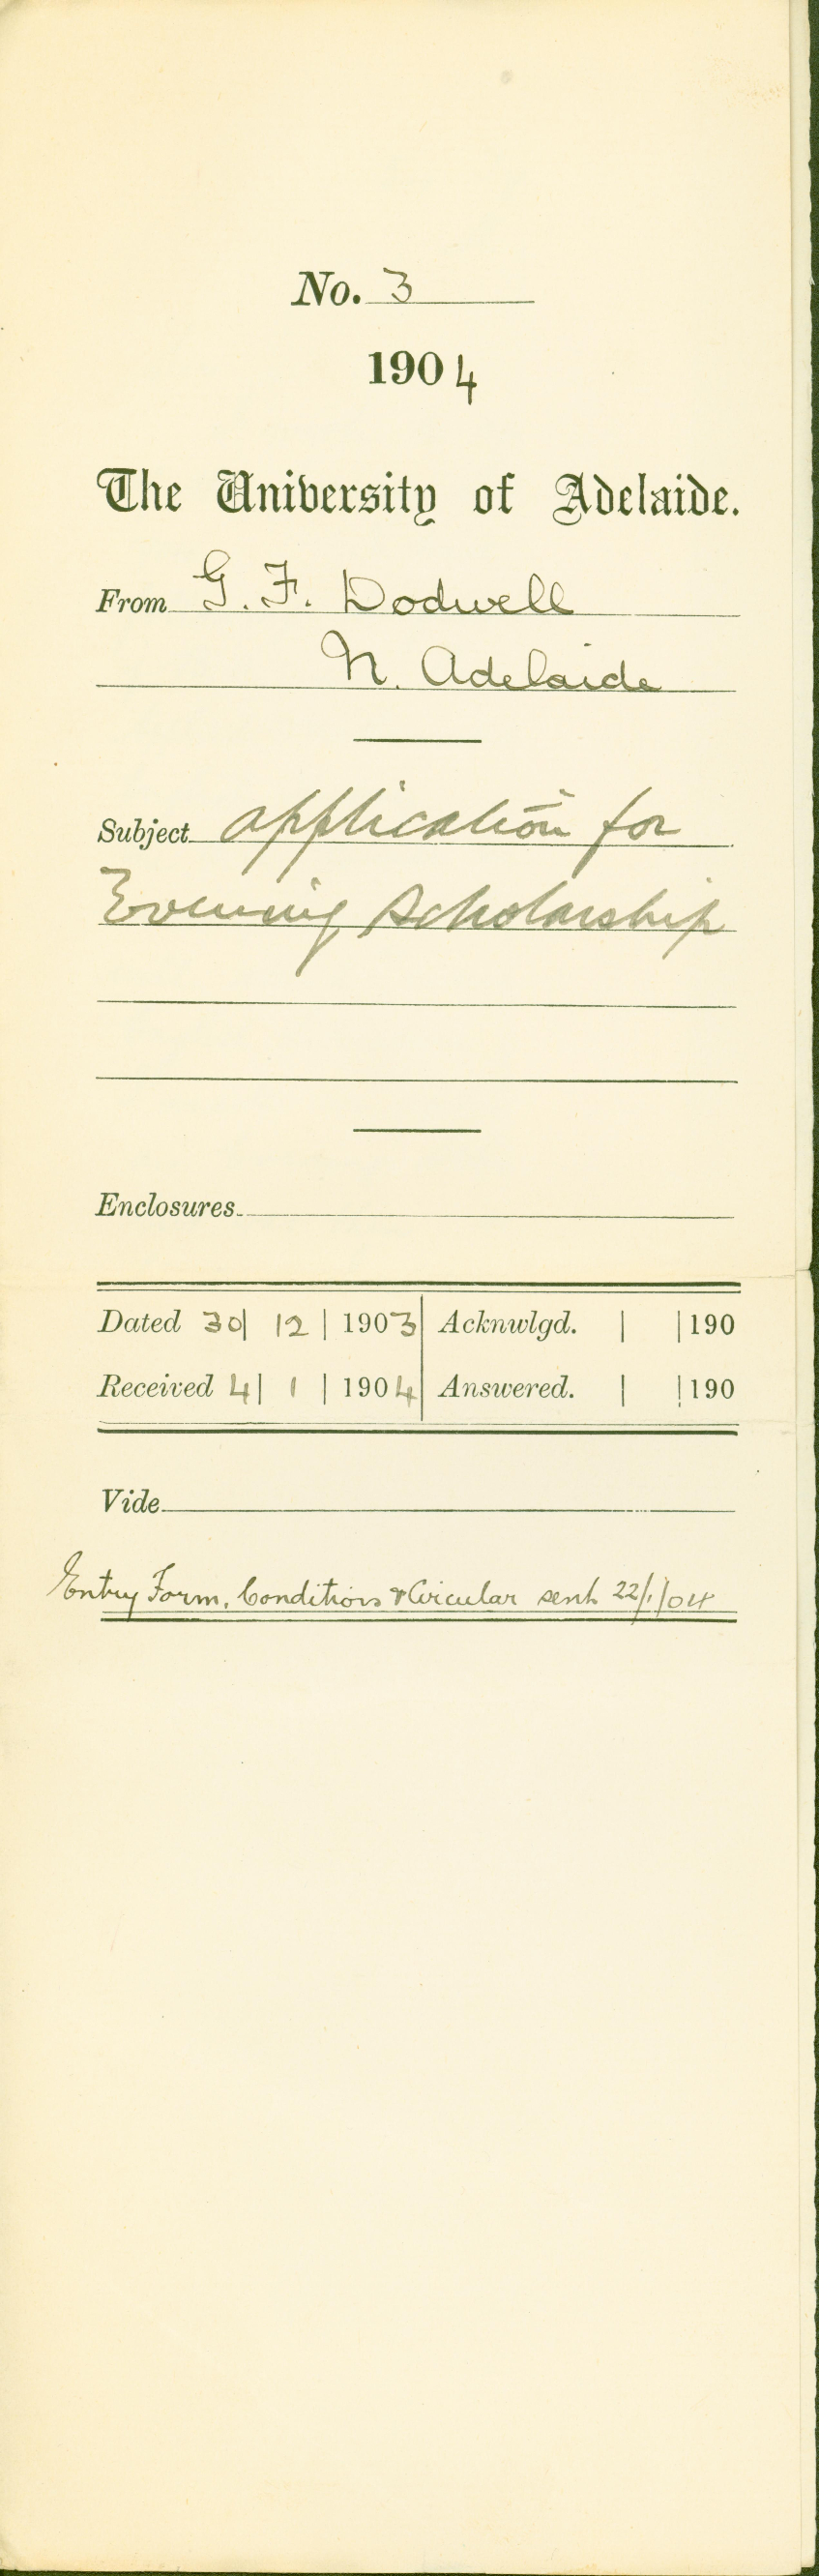 No. 3
1904
The University of Adelaide.
From G. F. Dodwell
N. Adelaide
Subject application for
Evening Scholarship
Enclosures
Dated 30| 12 | 1903| Acknwlgd. | |190
Received 4| 1 | 1904| Answered. | |190
Vide
Entry Form, Conditions & Circular sent 22/1/04